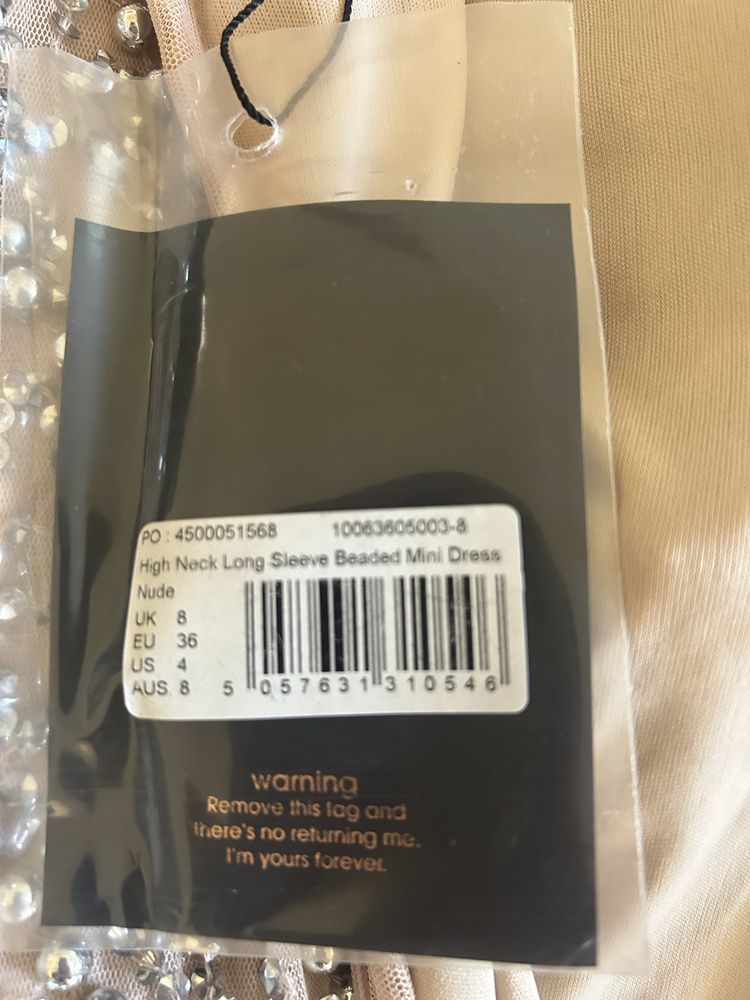 PO : 4500051568 10063605003-8
High Neck Long Sleeve Beaded Mini Dress
Nude
UK 8
EU 36
US 4
AUS. 8
5 057631 310546
warning
Remove this tag and
there's no returning me.
I'm yours forever.